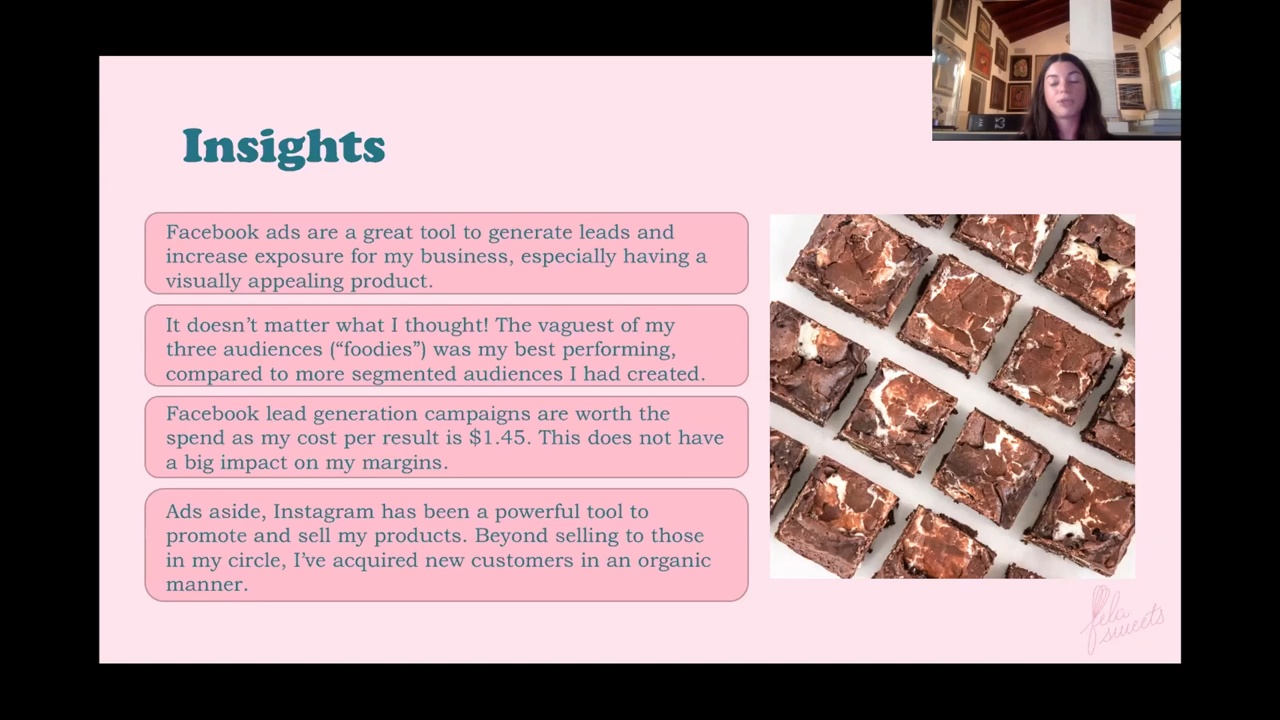 Insights
Facebook ads are a great tool to generate leads and
increase exposure for my business, especially having a
visually appealing product.
It doesn’t matter what I thought! The vaguest of my
three audiences (“foodies”) was my best performing,
compared to more segmented audiences I had created.
Facebook lead generation campaigns are worth the
spend as my cost per result is $1.45. This does not have
a big impact on my margins.
Ads aside, Instagram has been a powerful tool to
promote and sell my products. Beyond selling to those
in my circle, I’ve acquired new customers in an organic
manner.
fela
sweets